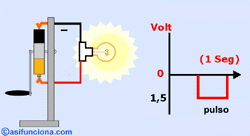 Volt
(1 Seg)
0
1,5
pulso
©asifunciona.com